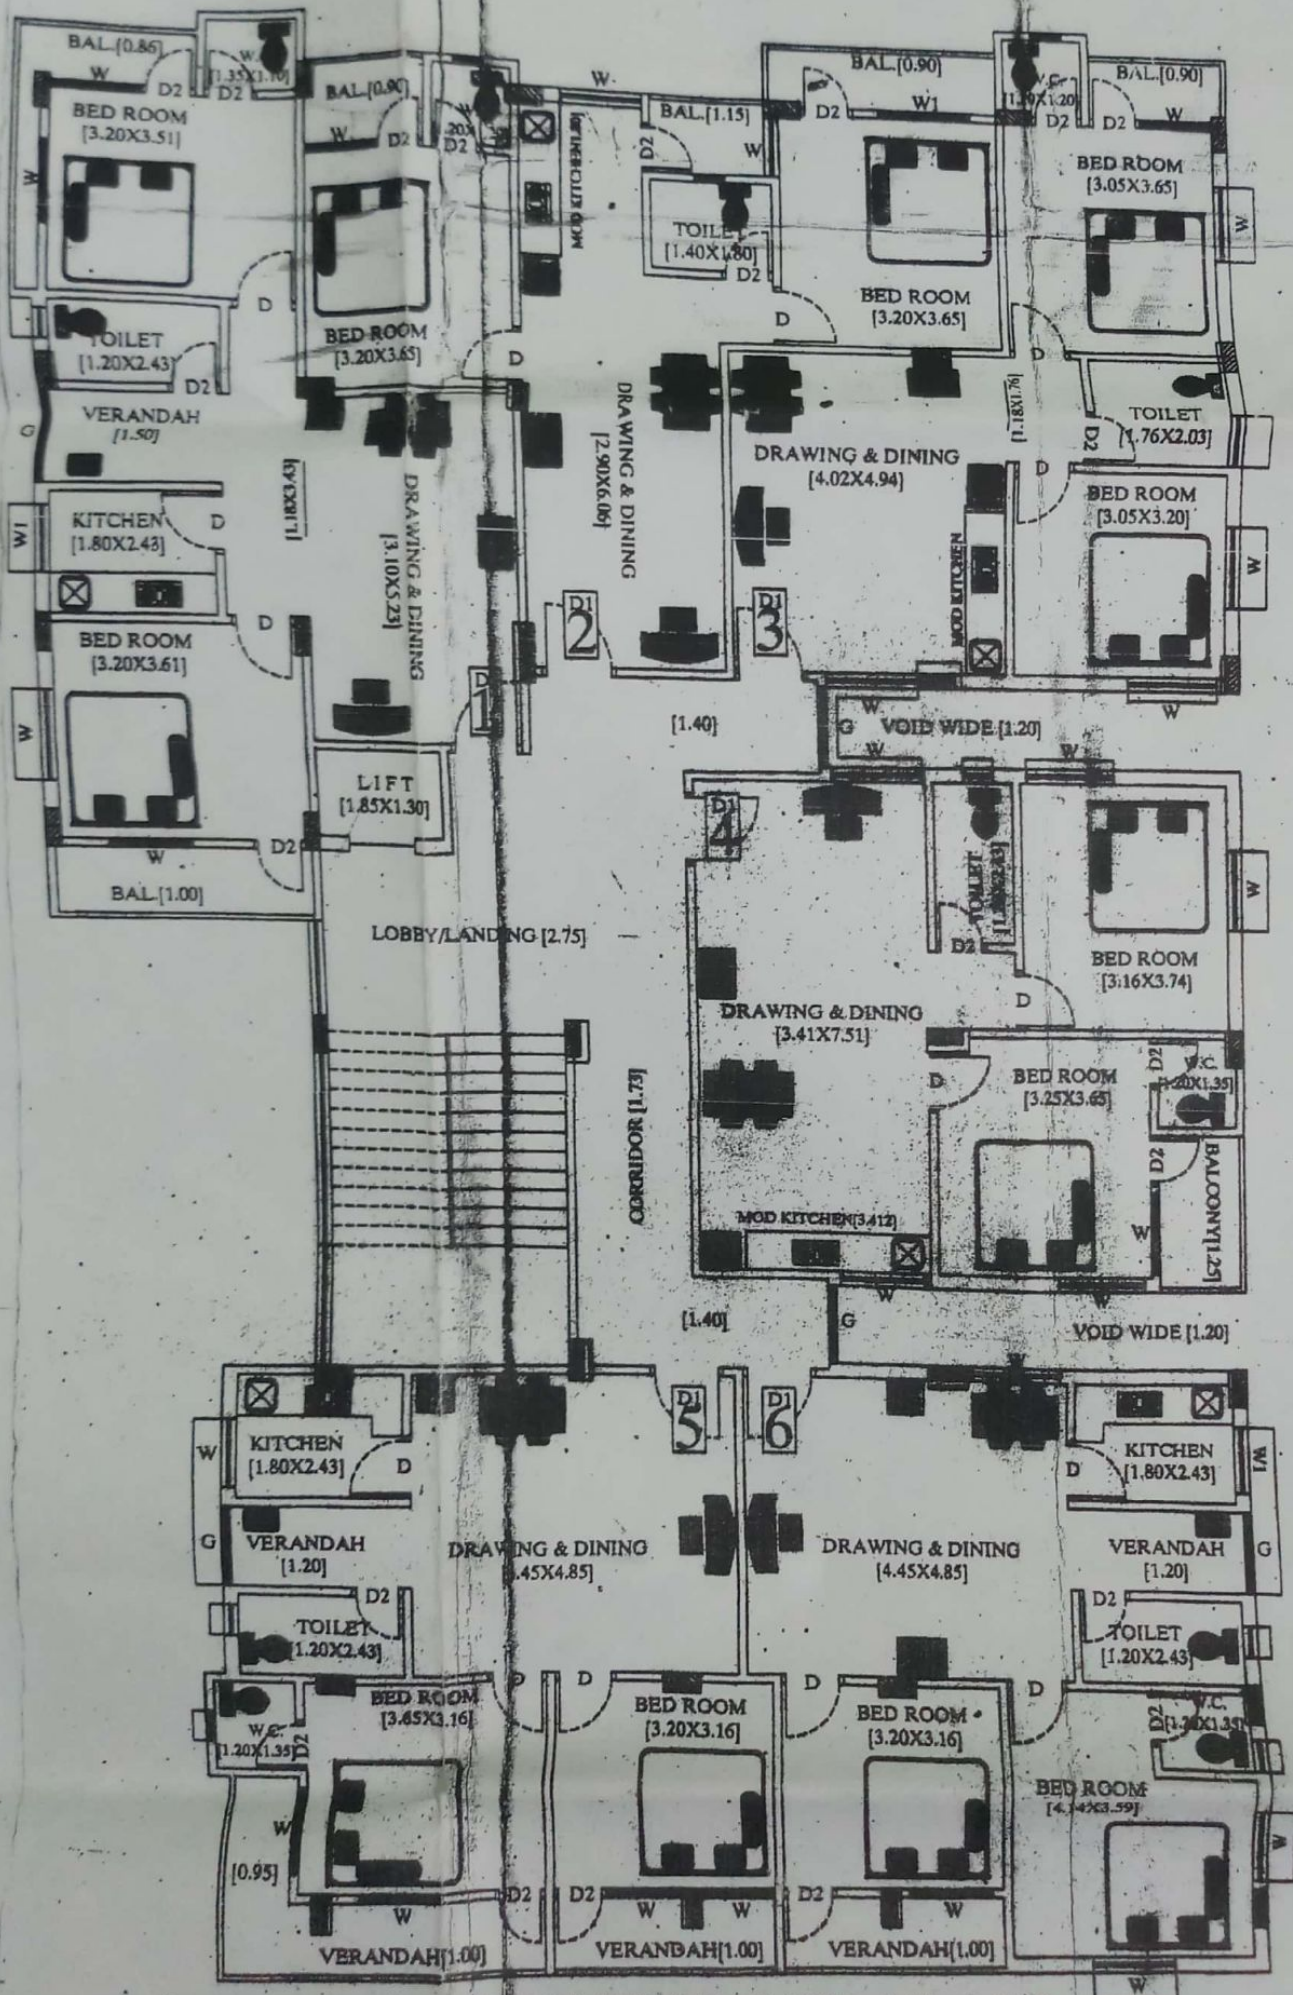 BAL.[0.86]
W
D2
D2
[1.35X1.10]
BED ROOM
[3.20X3.51]
W
BAL.[0.90]
W
D2
D2
BED ROOM
[3.20X3.65]
D
D
TOILET
[1.20X2.43]
D2
VERANDAH
[1.50]
G
KITCHEN
[1.80X2.43]
D
W1
[1.18X3.43]
DRAWING & DINING
[3.10X5.23]
D
BED ROOM
[3.20X3.61]
W
W
D2
BAL.[1.00]
1
LIFT
[1.85X1.30]
LOBBY/LANDING [2.75]
W
MOD KITCHEN
BAL.[1.15]
D2
W
TOILET
[1.40X1.80]
D2
D
DRAWING & DINING
[2.90X6.06]
D1
2
BAL.[0.90]
D2
W1
BED ROOM
[3.20X3.65]
D2
BAL.[0.90]
D2
W
BED ROOM
[3.05X3.65]
W
D
[1.18X1.76]
TOILET
[1.76X2.03]
D2
DRAWING & DINING
[4.02X4.94]
D
BED ROOM
[3.05X3.20]
W
MOD KITCHEN
D1
3
[1.40]
W
G
VOID WIDE [1.20]
W
W
W
D1
4
TOILET
D2
BED ROOM
[3.16X3.74]
W
D
DRAWING & DINING
[3.41X7.51]
D
BED ROOM
[3.25X3.65]
D2
W.C.
[1.20X1.35]
D2
BALCONY[1.25]
W
CORRIDOR [1.73]
MOD KITCHEN[3.412]
W
W
[1.40]
G
VOID WIDE [1.20]
W
D1
5
D1
6
KITCHEN
[1.80X2.43]
D
W
G
VERANDAH
[1.20]
D2
TOILET
[1.20X2.43]
DRAWING & DINING
.45X4.85]
DRAWING & DINING
[4.45X4.85]
KITCHEN
[1.80X2.43]
D
W1
VERANDAH
[1.20]
G
D2
TOILET
[1.20X2.43]
W.C.
[1.20X1.35]
D2
BED ROOM
[3.65X3.16]
D
D
BED ROOM
[3.20X3.16]
D
BED ROOM
[3.20X3.16]
D
D2
W.C.
BED ROOM
[4.14X3.59]
W
W
[0.95]
W
D2
D2
W
W
D2
W
VERANDAH[1.00]
VERANDAH[1.00]
VERANDAH[1.00]
W